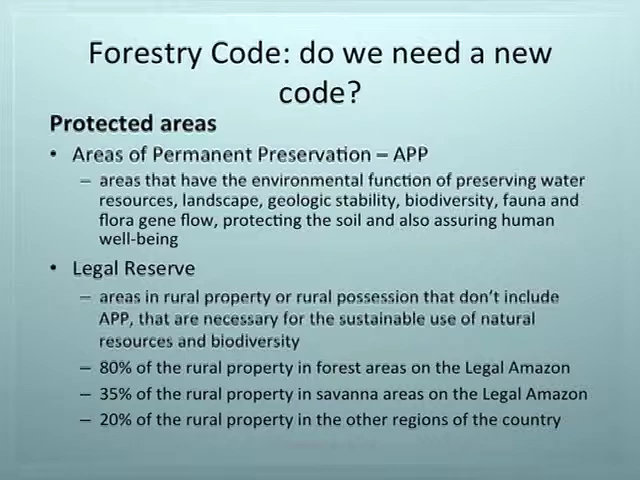 Forestry Code: do we need a new
code?
Protected areas
• Areas of Permanent Preservation – APP
– areas that have the environmental function of preserving water
resources, landscape, geologic stability, biodiversity, fauna and
flora gene flow, protecting the soil and also assuring human
well-being
• Legal Reserve
– areas in rural property or rural possession that don't include
APP, that are necessary for the sustainable use of natural
resources and biodiversity
– 80% of the rural property in forest areas on the Legal Amazon
– 35% of the rural property in savanna areas on the Legal Amazon
– 20% of the rural property in the other regions of the country